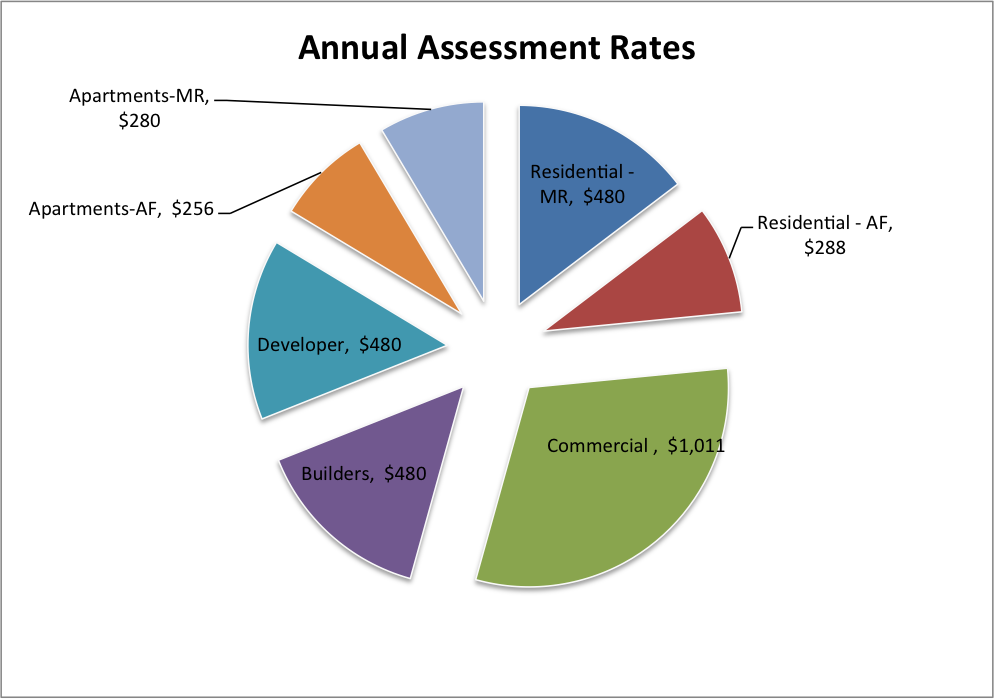 Annual Assessment Rates
Apartments-MR,
$280
Residential -
MR,  $480
Apartments-AF,  $256
Residential - AF,
$288
Developer,  $480
Commercial ,  $1,011
Builders,  $480